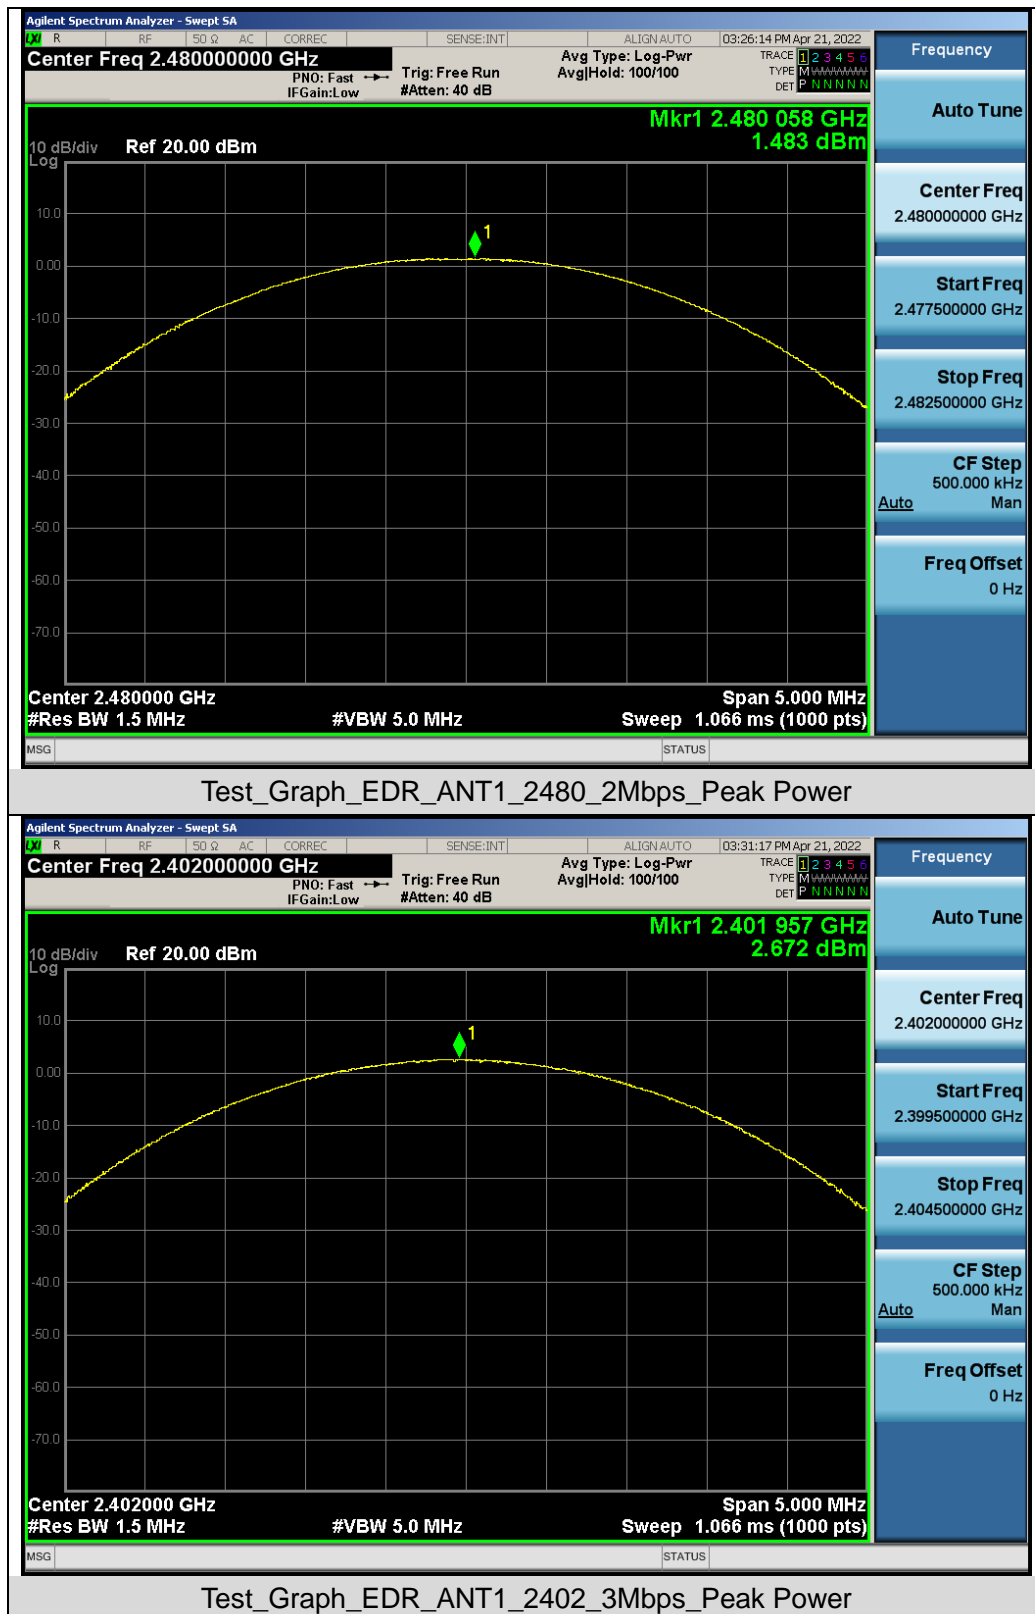 Agilent Spectrum Analyzer - Swept SA
LXI R RF 50 Ω AC CORREC SENSE:INT ALIGN AUTO 03:26:14 PM Apr 21, 2022
Center Freq 2.480000000 GHz
PNO: Fast
IFGain:Low
Trig: Free Run
#Atten: 40 dB
Avg Type: Log-Pwr
Avg|Hold: 100/100
TRACE 1 2 3 4 5 6
TYPE M WWWWW
DET P N N N N N
Mkr1 2.480 058 GHz
1.483 dBm
10 dB/div Ref 20.00 dBm
Log
1
10.0
0.00
-10.0
-20.0
-30.0
-40.0
-50.0
-60.0
-70.0
Center 2.480000 GHz Span 5.000 MHz
#Res BW 1.5 MHz #VBW 5.0 MHz Sweep 1.066 ms (1000 pts)
MSG STATUS
Frequency
Auto Tune
Center Freq
2.480000000 GHz
Start Freq
2.477500000 GHz
Stop Freq
2.482500000 GHz
CF Step
500.000 kHz
Auto Man
Freq Offset
0 Hz
Test_Graph_EDR_ANT1_2480_2Mbps_Peak Power
Agilent Spectrum Analyzer - Swept SA
LXI R RF 50 Ω AC CORREC SENSE:INT ALIGN AUTO 03:31:17 PM Apr 21, 2022
Center Freq 2.402000000 GHz
PNO: Fast
IFGain:Low
Trig: Free Run
#Atten: 40 dB
Avg Type: Log-Pwr
Avg|Hold: 100/100
TRACE 1 2 3 4 5 6
TYPE M WWWWW
DET P N N N N N
Mkr1 2.401 957 GHz
2.672 dBm
10 dB/div Ref 20.00 dBm
Log
1
10.0
0.00
-10.0
-20.0
-30.0
-40.0
-50.0
-60.0
-70.0
Center 2.402000 GHz Span 5.000 MHz
#Res BW 1.5 MHz #VBW 5.0 MHz Sweep 1.066 ms (1000 pts)
MSG STATUS
Frequency
Auto Tune
Center Freq
2.402000000 GHz
Start Freq
2.399500000 GHz
Stop Freq
2.404500000 GHz
CF Step
500.000 kHz
Auto Man
Freq Offset
0 Hz
Test_Graph_EDR_ANT1_2402_3Mbps_Peak Power